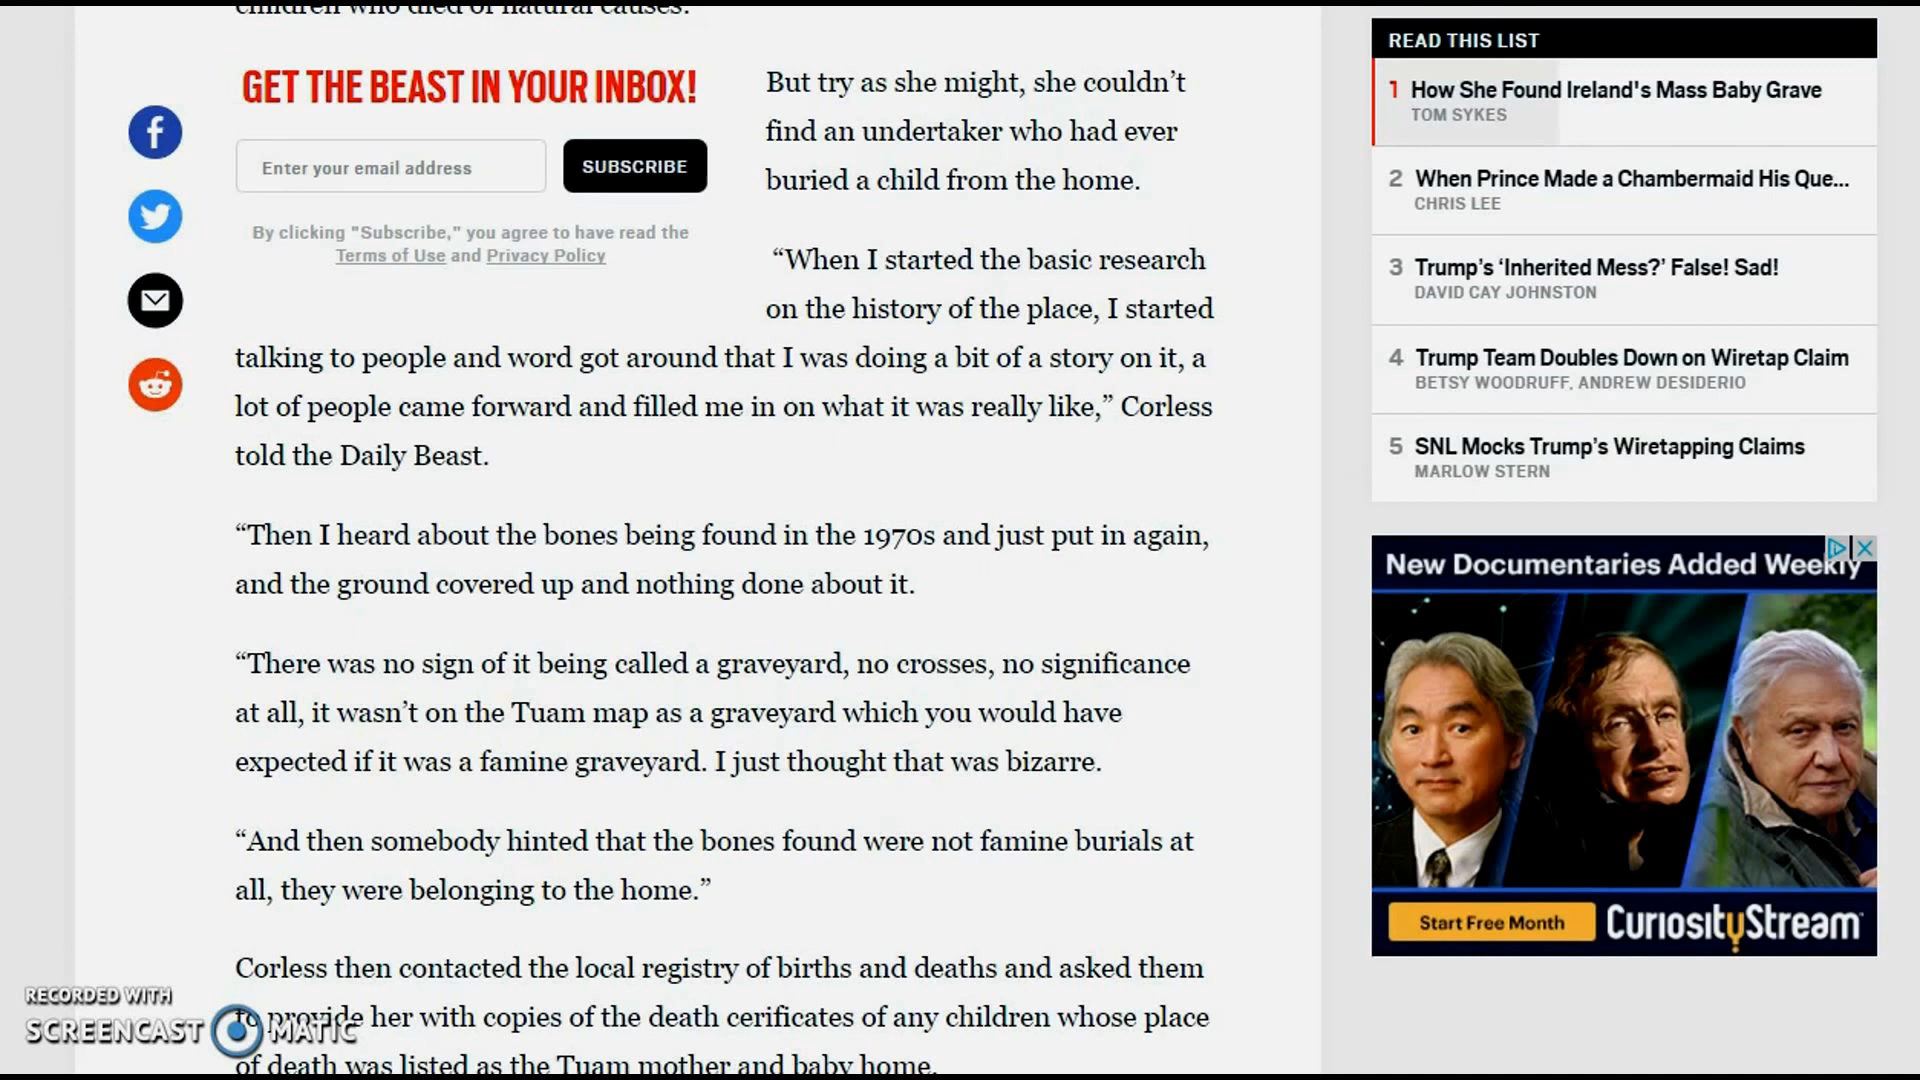 children who died of natural causes.
GET THE BEAST IN YOUR INBOX!
Enter your email address
SUBSCRIBE
By clicking "Subscribe," you agree to have read the
Terms of Use and Privacy Policy
But try as she might, she couldn’t
find an undertaker who had ever
buried a child from the home.
“When I started the basic research
on the history of the place, I started
talking to people and word got around that I was doing a bit of a story on it, a
lot of people came forward and filled me in on what it was really like,” Corless
told the Daily Beast.
“Then I heard about the bones being found in the 1970s and just put in again,
and the ground covered up and nothing done about it.
“There was no sign of it being called a graveyard, no crosses, no significance
at all, it wasn’t on the Tuam map as a graveyard which you would have
expected if it was a famine graveyard. I just thought that was bizarre.
“And then somebody hinted that the bones found were not famine burials at
all, they were belonging to the home.”
Corless then contacted the local registry of births and deaths and asked them
to provide her with copies of the death cerificates of any children whose place
of death was listed as the Tuam mother and baby home.
READ THIS LIST
1 How She Found Ireland's Mass Baby Grave
TOM SYKES
2 When Prince Made a Chambermaid His Que...
CHRIS LEE
3 Trump’s ‘Inherited Mess?’ False! Sad!
DAVID CAY JOHNSTON
4 Trump Team Doubles Down on Wiretap Claim
BETSY WOODRUFF, ANDREW DESIDERIO
5 SNL Mocks Trump’s Wiretapping Claims
MARLOW STERN
New Documentaries Added Weekly
Start Free Month
CuriosityStream
RECORDED WITH
SCREENCAST MATIC